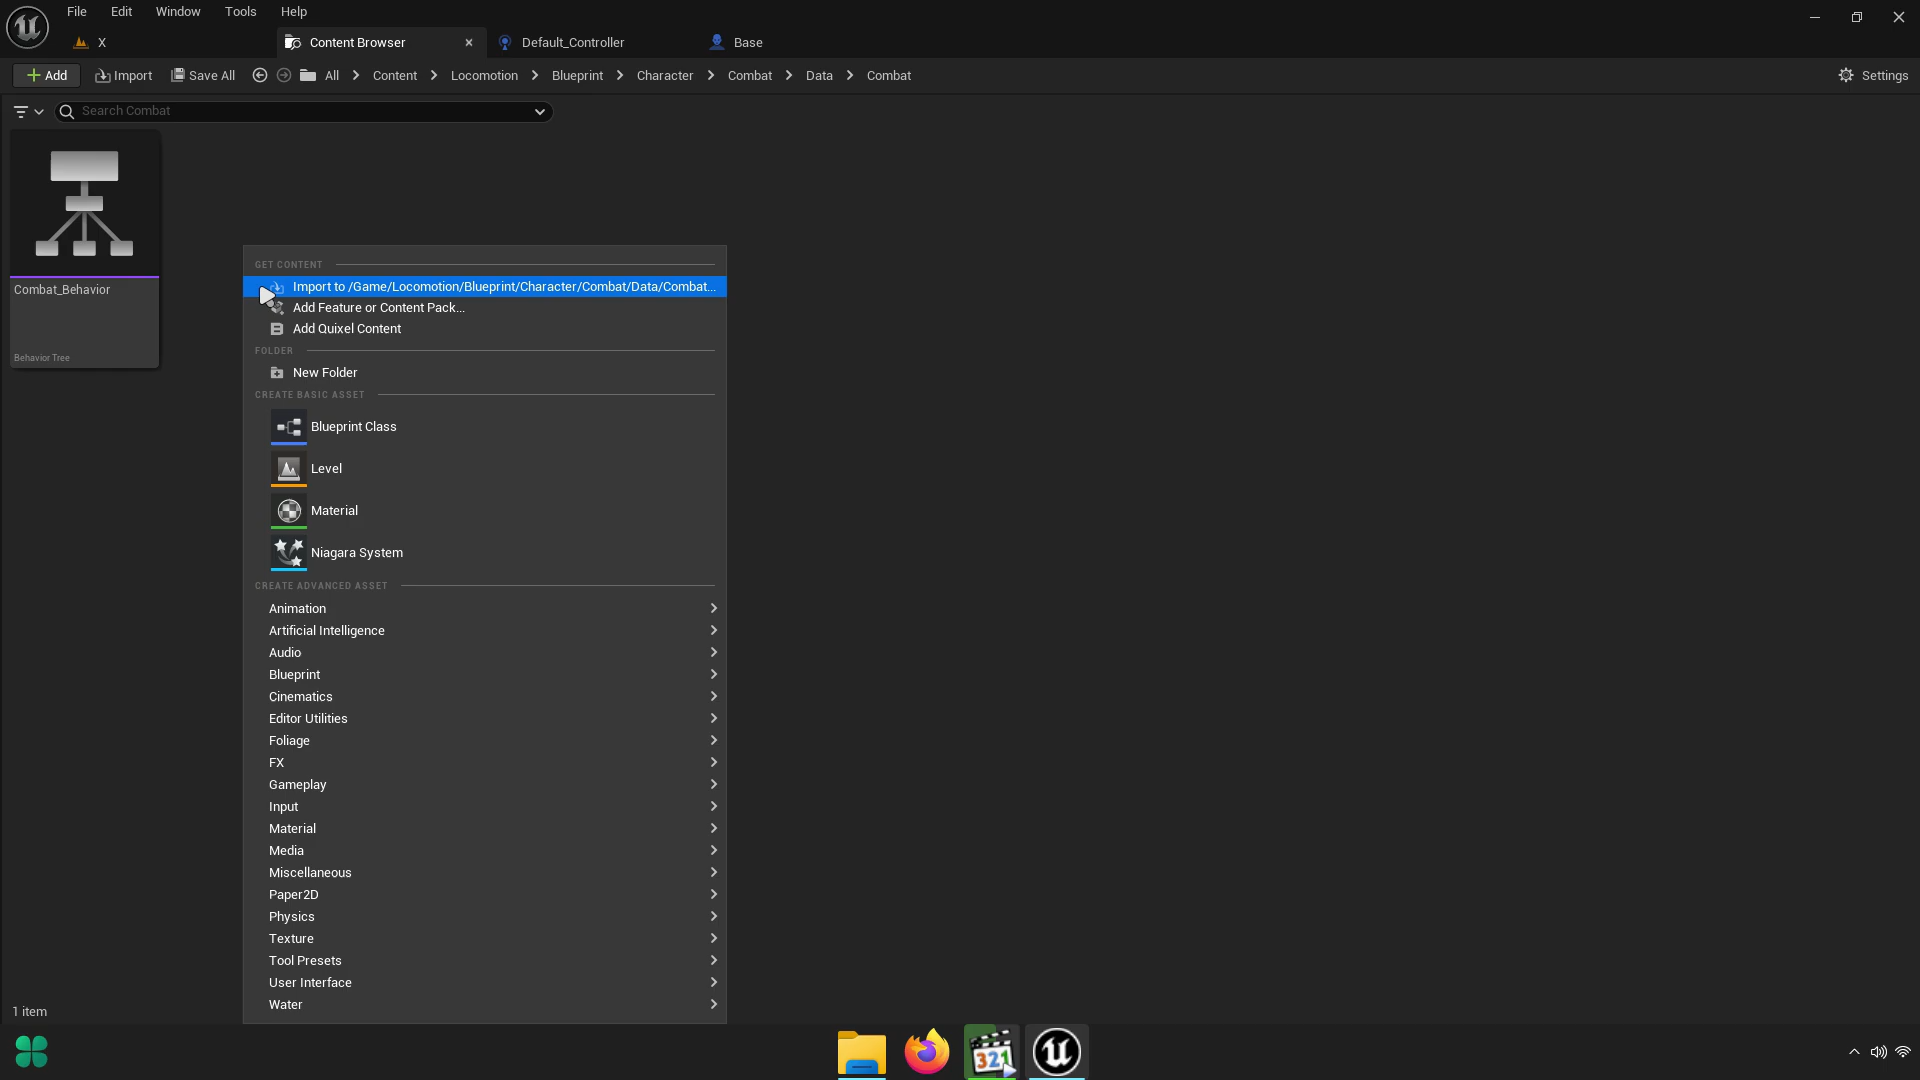 File Edit Window Tools Help
X Content Browser Default_Controller Base
Add Import Save All All Content Locomotion Blueprint Character Combat Data Combat Settings
Search Combat
Combat_Behavior
Behavior Tree
GET CONTENT
Import to /Game/Locomotion/Blueprint/Character/Combat/Data/Combat...
Add Feature or Content Pack...
Add Quixel Content
FOLDER
New Folder
CREATE BASIC ASSET
Blueprint Class
Level
Material
Niagara System
CREATE ADVANCED ASSET
Animation
Artificial Intelligence
Audio
Blueprint
Cinematics
Editor Utilities
Foliage
FX
Gameplay
Input
Material
Media
Miscellaneous
Paper2D
Physics
Texture
Tool Presets
User Interface
Water
1 item
321